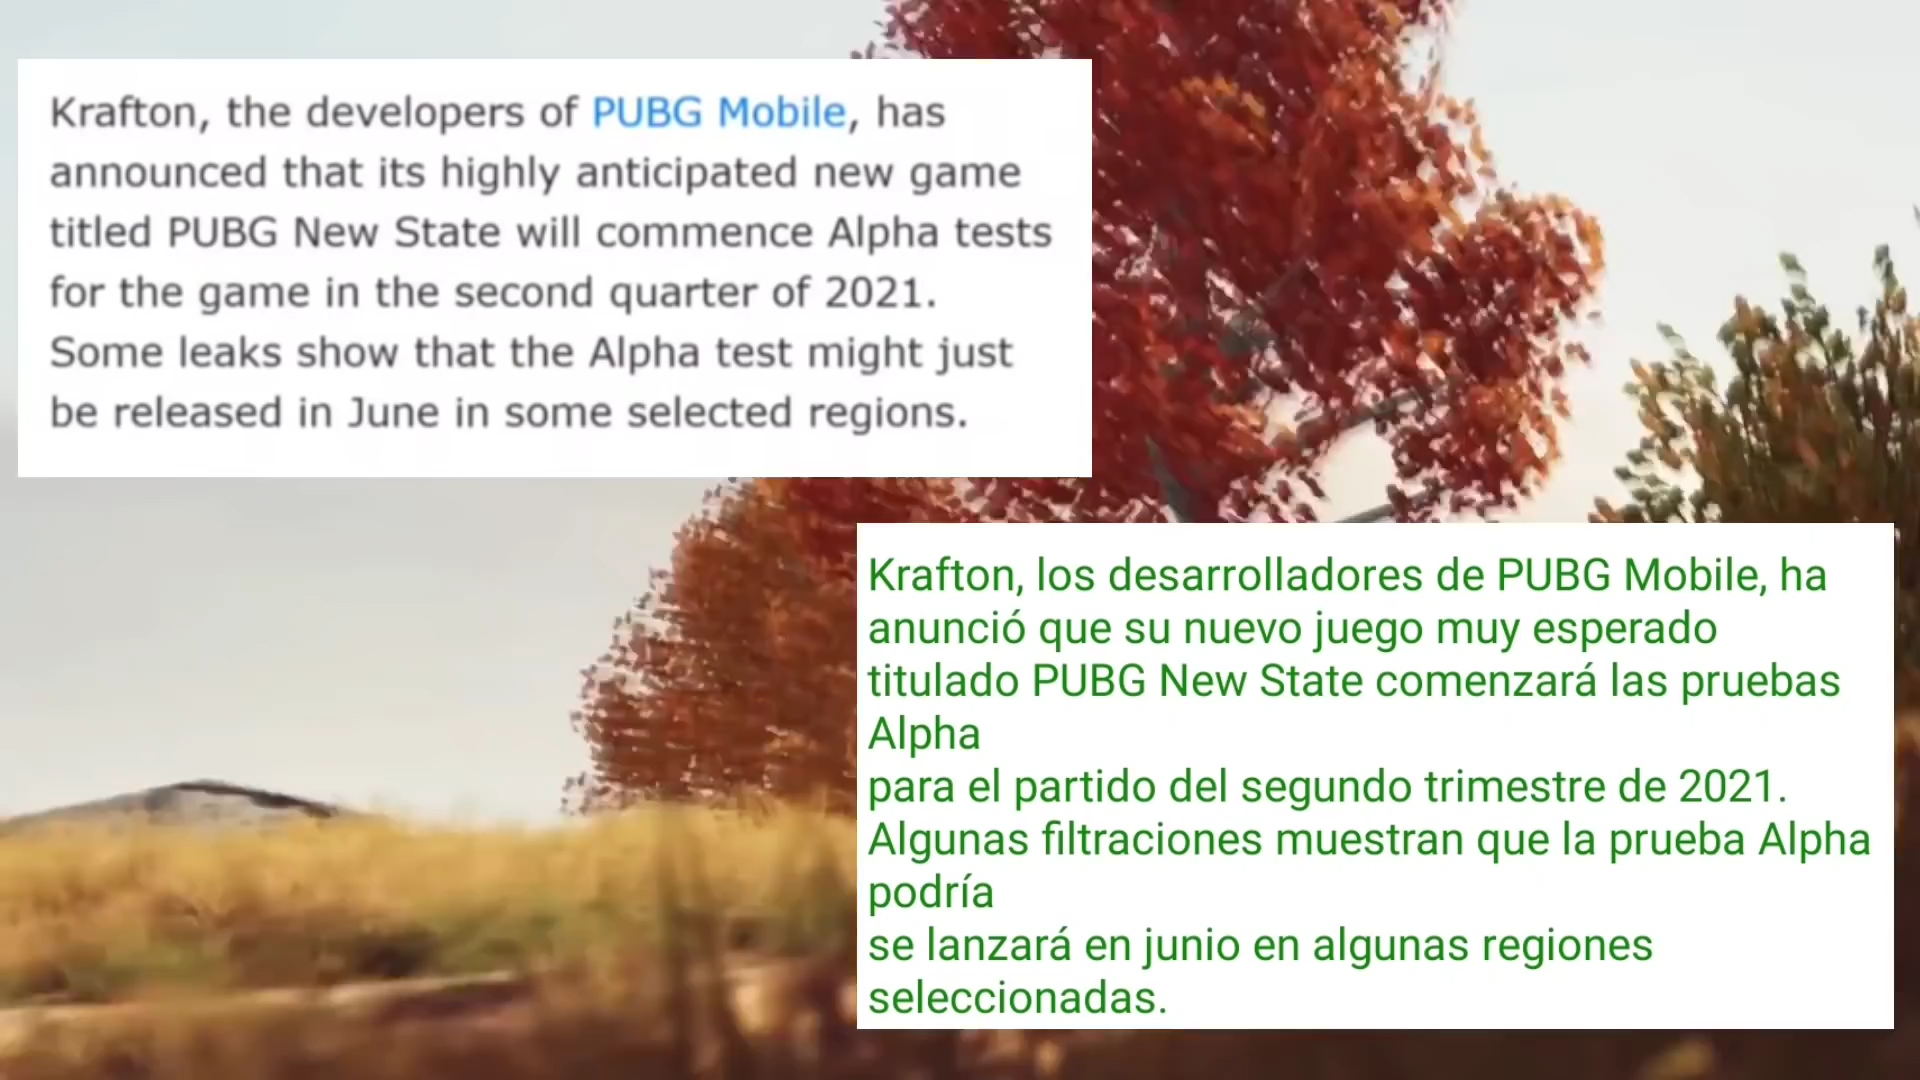 Krafton, the developers of PUBG Mobile, has
announced that its highly anticipated new game
titled PUBG New State will commence Alpha tests
for the game in the second quarter of 2021.
Some leaks show that the Alpha test might just
be released in June in some selected regions.
Krafton, los desarrolladores de PUBG Mobile, ha
anunció que su nuevo juego muy esperado
titulado PUBG New State comenzará las pruebas
Alpha
para el partido del segundo trimestre de 2021.
Algunas filtraciones muestran que la prueba Alpha
podría
se lanzará en junio en algunas regiones
seleccionadas.